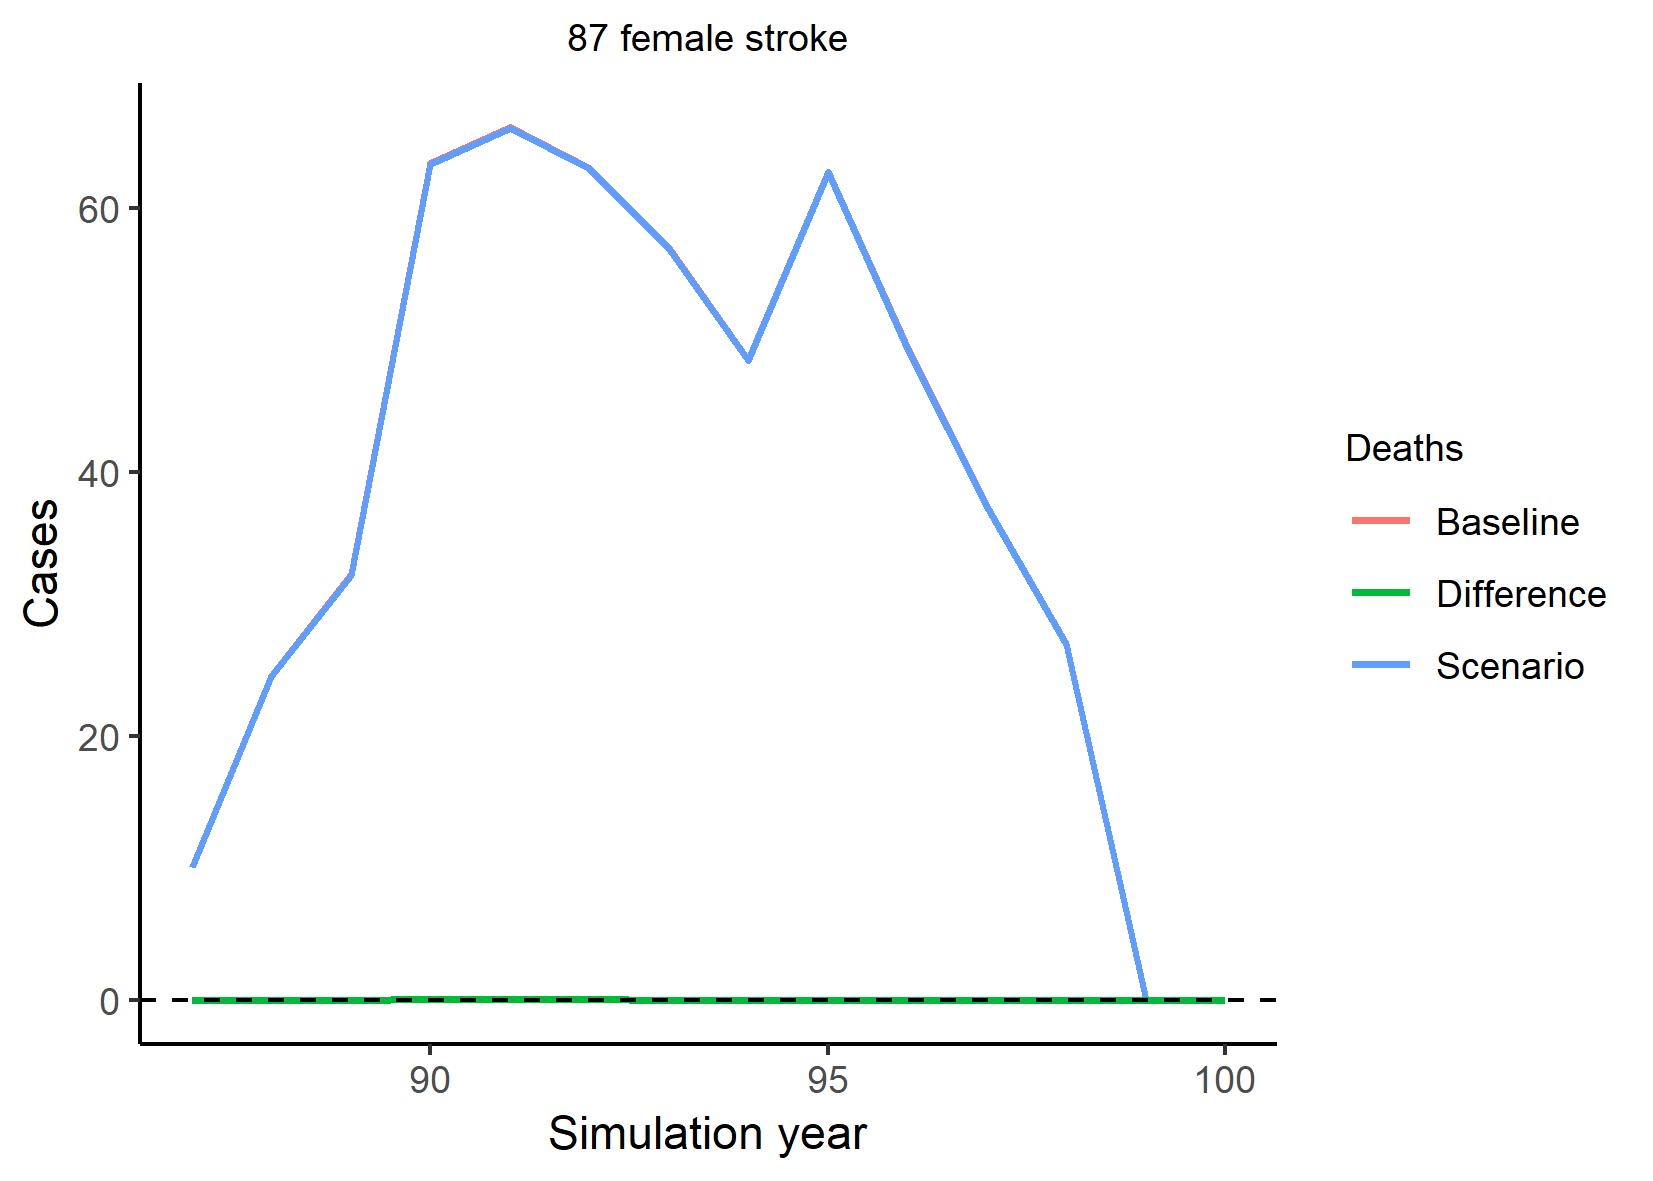 87 female stroke
60
40
20
0
Cases
90 95 100
Simulation year
Deaths
Baseline
Difference
Scenario